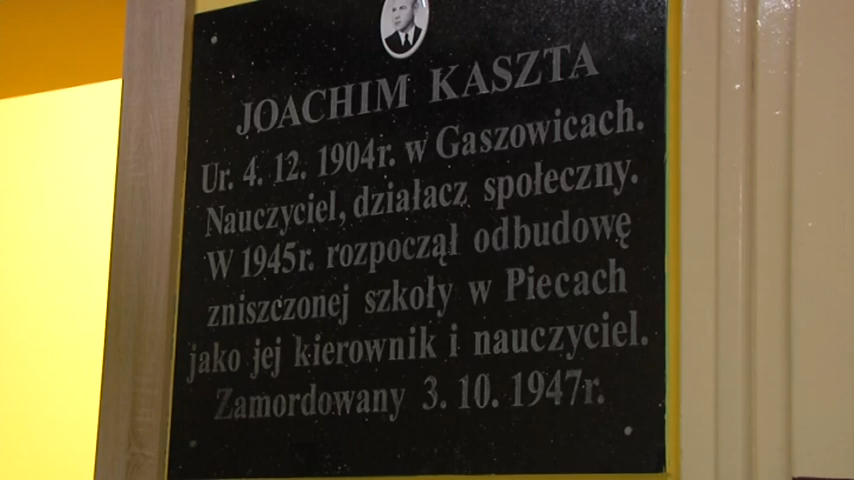 JOACHIM KASZTA
Ur. 4. 12. 1904r. w Gaszowicach.
Nauczyciel, działacz społeczny.
W 1945r. rozpoczął odbudowę
zniszczonej szkoły w Piecach
jako jej kierownik i nauczyciel.
Zamordowany 3. 10. 1947r.